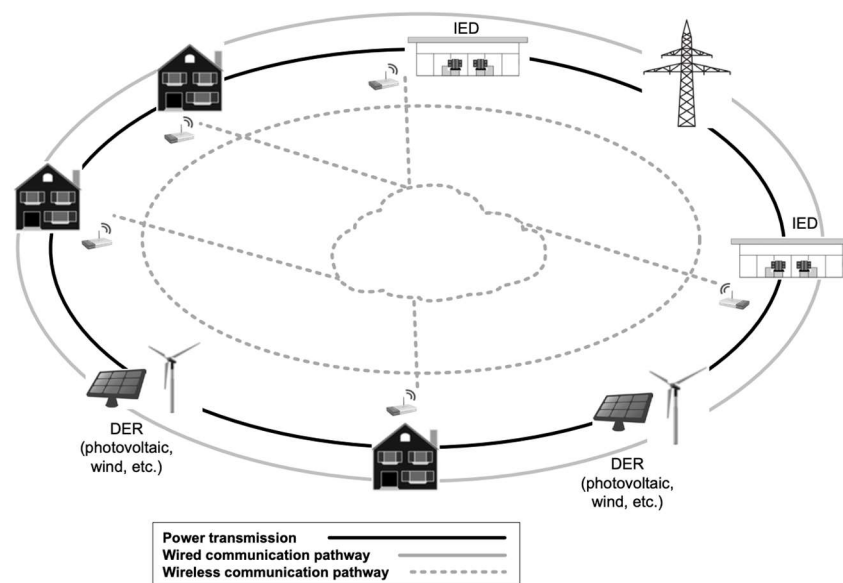 IED
IED
DER
(photovoltaic,
wind, etc.)
DER
(photovoltaic,
wind, etc.)
Power transmission
Wired communication pathway
Wireless communication pathway